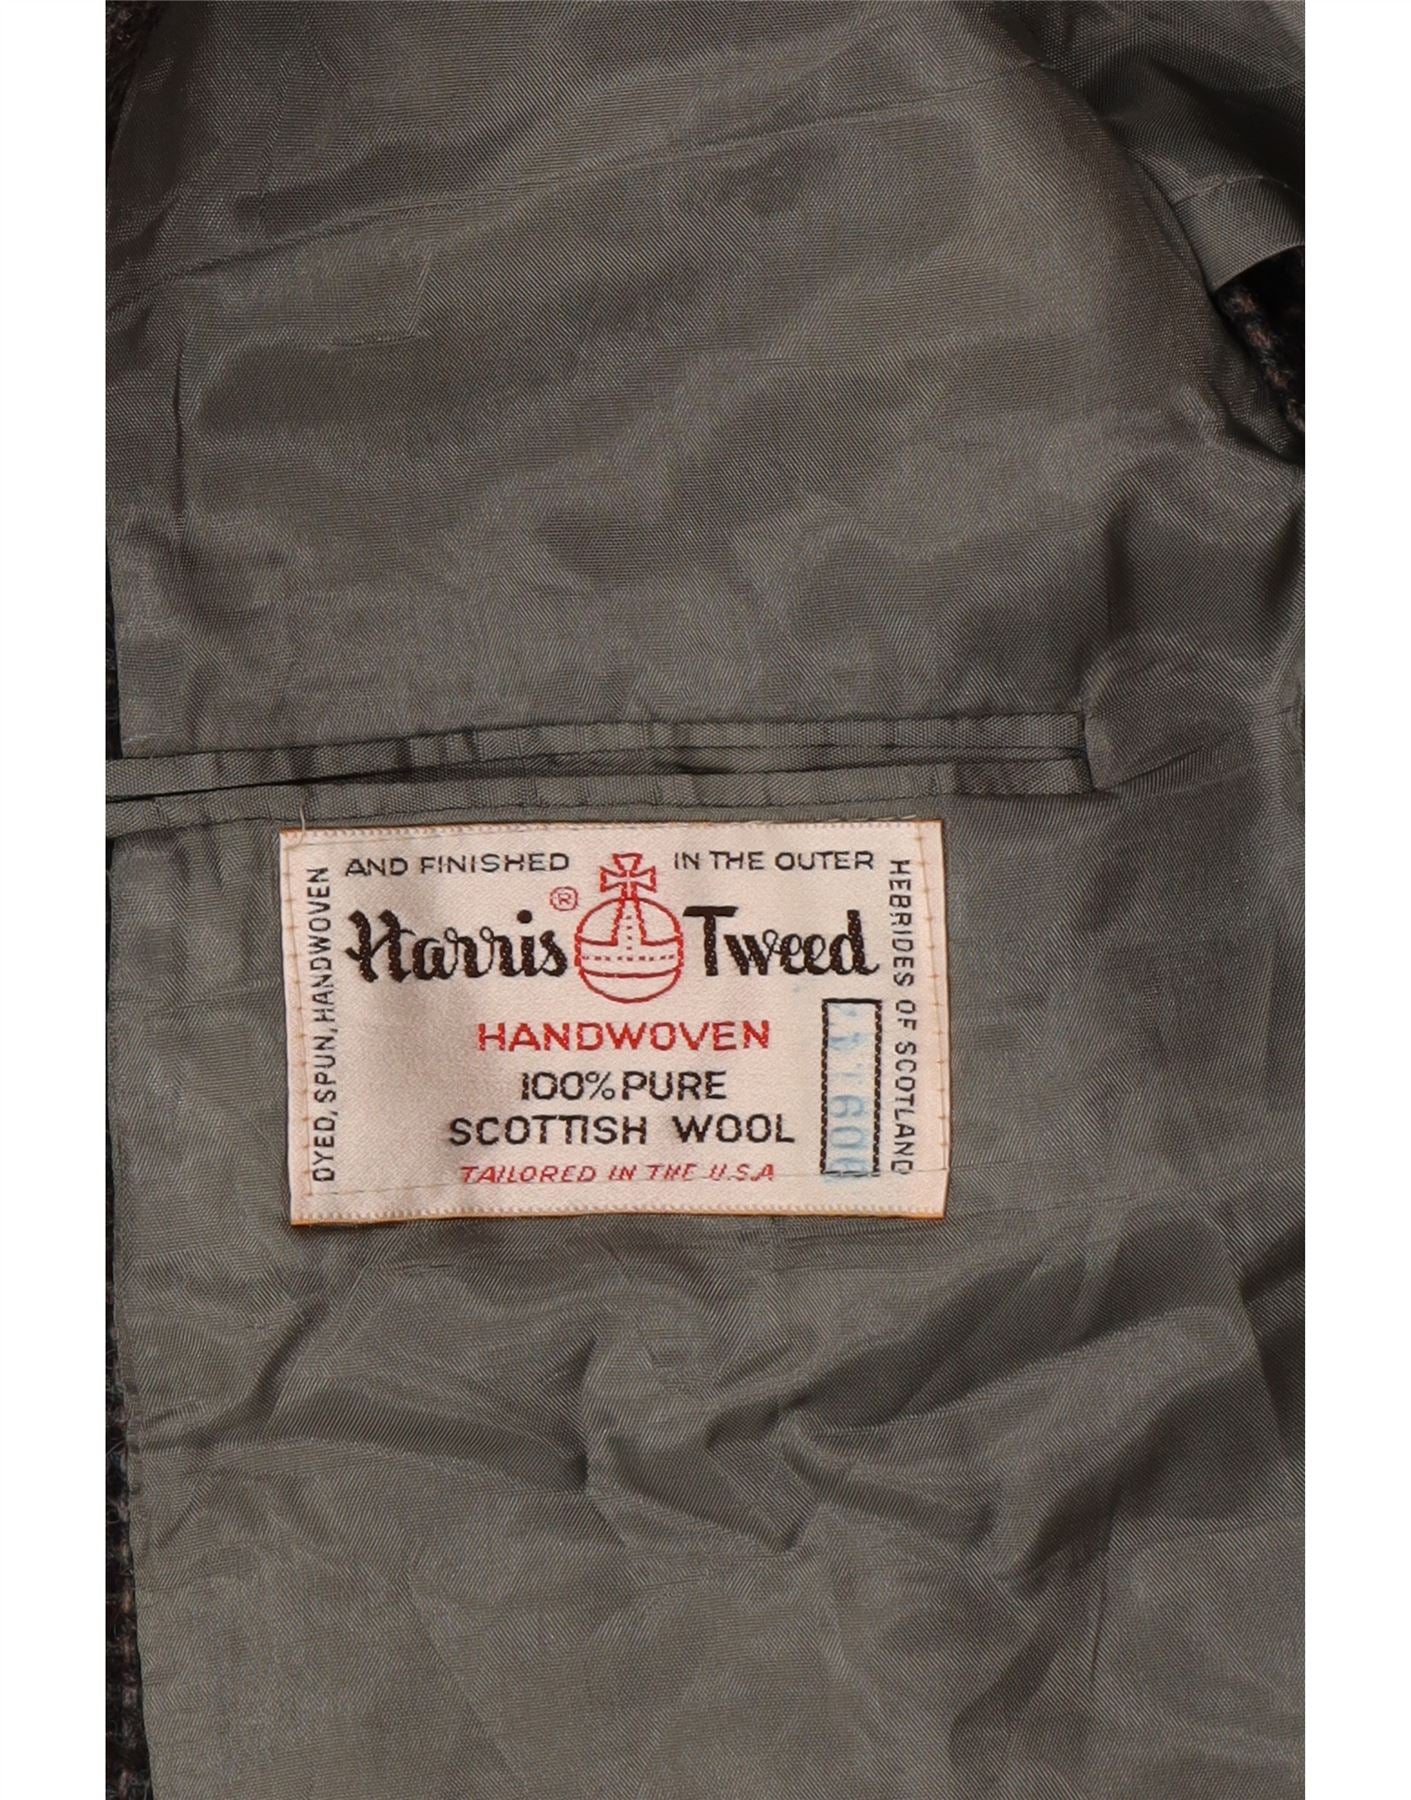 DYED, SPUN, HANDWOVEN
AND FINISHED IN THE OUTER
HEBRIDES OF SCOTLAND
Harris® Tweed
HANDWOVEN
100% PURE
SCOTTISH WOOL
TAILORED IN THE U.S.A